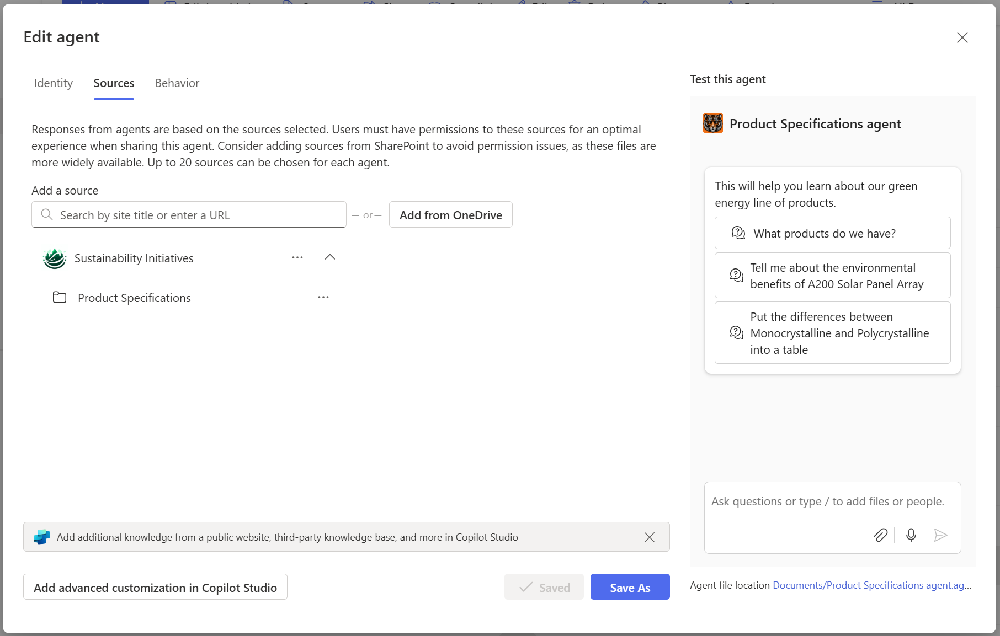 Edit agent
Identity
Sources
Behavior
Responses from agents are based on the sources selected. Users must have permissions to these sources for an optimal
experience when sharing this agent. Consider adding sources from SharePoint to avoid permission issues, as these files are
more widely available. Up to 20 sources can be chosen for each agent.
Add a source
Search by site title or enter a URL
or
Add from OneDrive
Sustainability Initiatives
Product Specifications
Add additional knowledge from a public website, third-party knowledge base, and more in Copilot Studio
Add advanced customization in Copilot Studio
Saved
Save As
Test this agent
Product Specifications agent
This will help you learn about our green
energy line of products.
What products do we have?
Tell me about the environmental
benefits of A200 Solar Panel Array
Put the differences between
Monocrystalline and Polycrystalline
into a table
Ask questions or type / to add files or people.
Agent file location Documents/Product Specifications agent.ag...